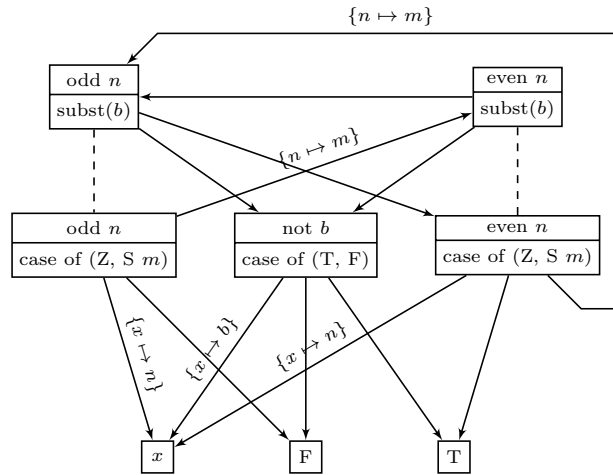 {n ↦ m}
odd n
subst(b)
even n
subst(b)
{n ↦ m}
odd n
case of (Z, S m)
not b
case of (T, F)
even n
case of (Z, S m)
{x ↦ n}
{x ↦ b}
{x ↦ n}
x
F
T